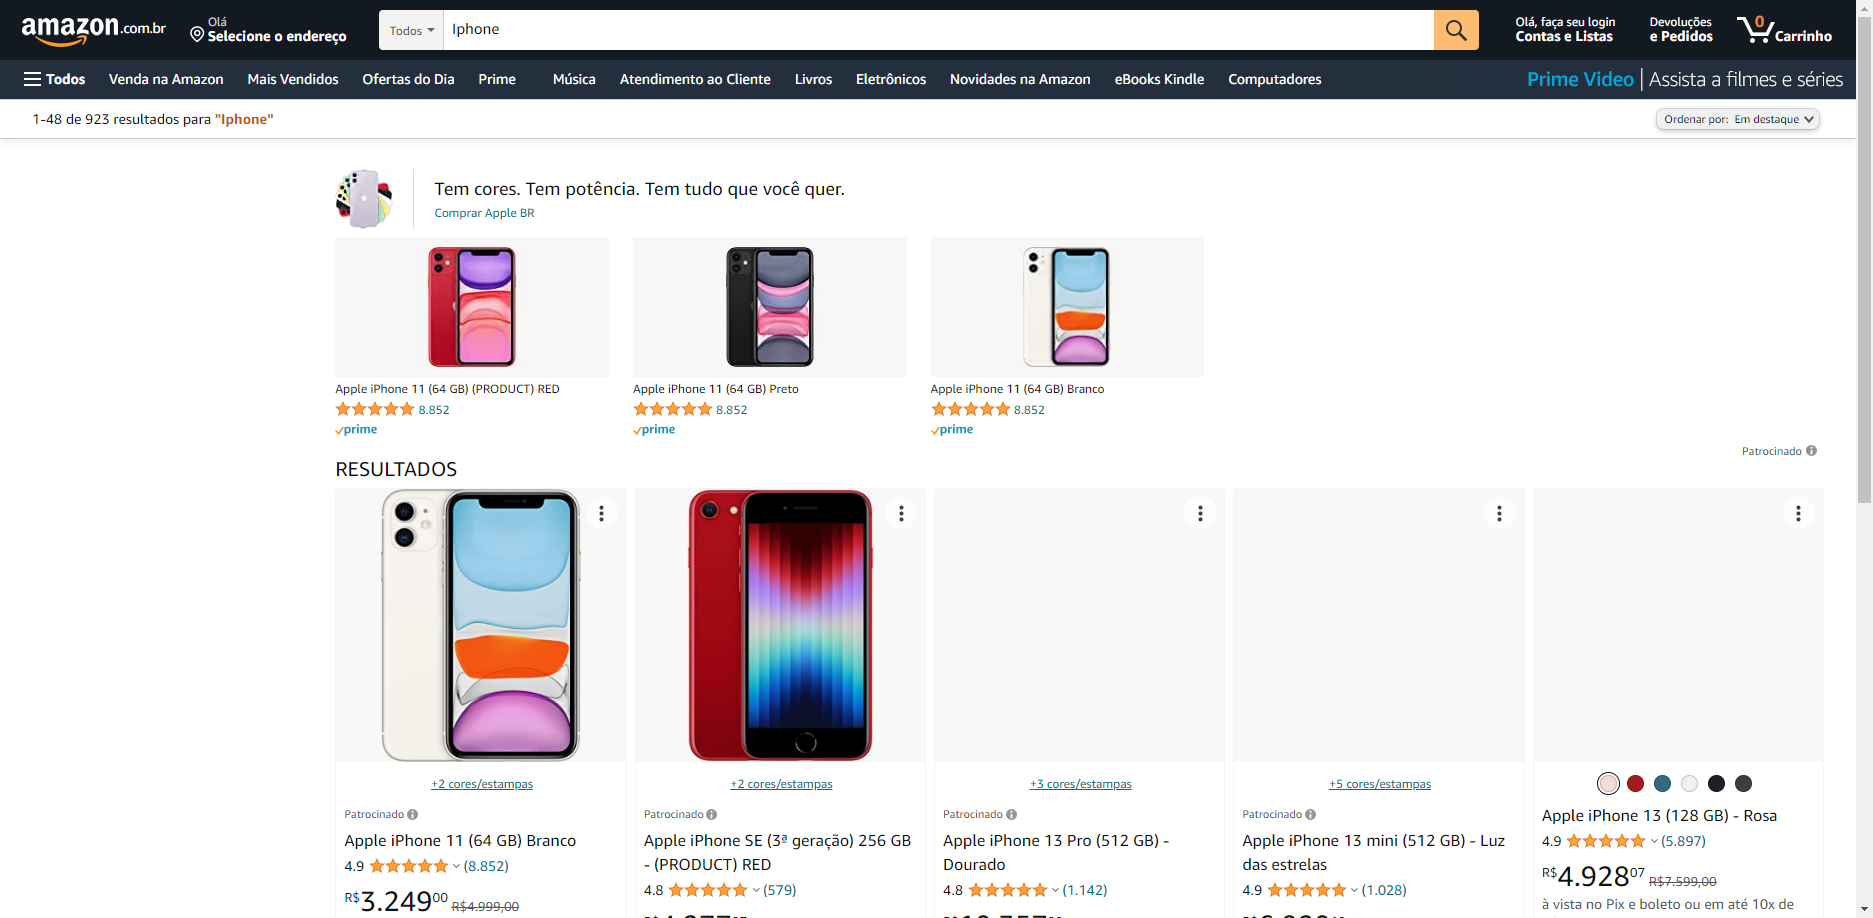 amazon.com.br
Olá
Selecione o endereço
Todos
Iphone
Olá, faça seu login
Contas e Listas
Devoluções
e Pedidos
0
Carrinho
Todos
Venda na Amazon
Mais Vendidos
Ofertas do Dia
Prime
Música
Atendimento ao Cliente
Livros
Eletrônicos
Novidades na Amazon
eBooks Kindle
Computadores
Prime Video | Assista a filmes e séries
1-48 de 923 resultados para "Iphone"
Ordenar por: Em destaque
Tem cores. Tem potência. Tem tudo que você quer.
Comprar Apple BR
Apple iPhone 11 (64 GB) (PRODUCT) RED
8.852
prime
Apple iPhone 11 (64 GB) Preto
8.852
prime
Apple iPhone 11 (64 GB) Branco
8.852
prime
Patrocinado
RESULTADOS
+2 cores/estampas
Patrocinado
Apple iPhone 11 (64 GB) Branco
4.9 (8.852)
R$3.24900 R$4.999,00
+2 cores/estampas
Patrocinado
Apple iPhone SE (3ª geração) 256 GB
- (PRODUCT) RED
4.8 (579)
+3 cores/estampas
Patrocinado
Apple iPhone 13 Pro (512 GB) -
Dourado
4.8 (1.142)
+5 cores/estampas
Patrocinado
Apple iPhone 13 mini (512 GB) - Luz
das estrelas
4.9 (1.028)
Apple iPhone 13 (128 GB) - Rosa
4.9 (5.897)
R$4.92807 R$7.599,00
à vista no Pix e boleto ou em até 10x de